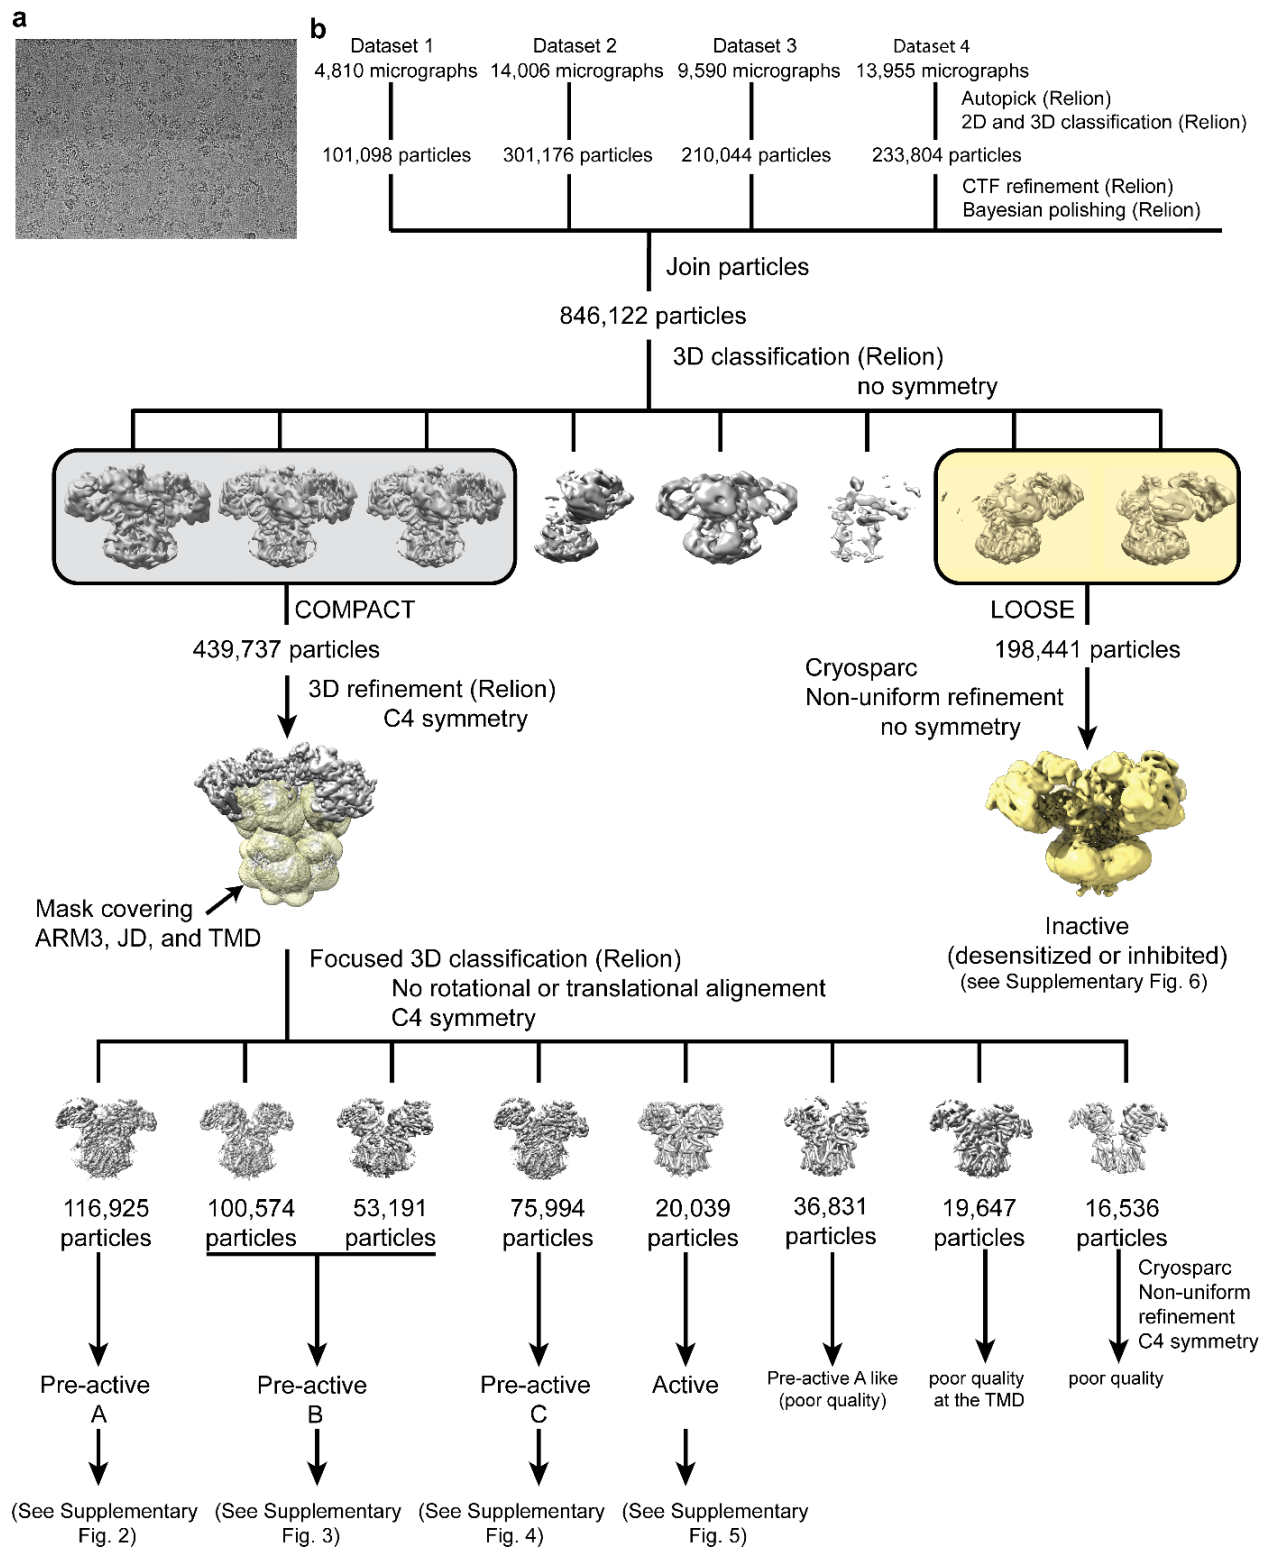 a
b
Dataset 1
4,810 micrographs
Dataset 2
14,006 micrographs
Dataset 3
9,590 micrographs
Dataset 4
13,955 micrographs
Autopick (Relion)
2D and 3D classification (Relion)
101,098 particles
301,176 particles
210,044 particles
233,804 particles
CTF refinement (Relion)
Bayesian polishing (Relion)
Join particles
846,122 particles
3D classification (Relion)
no symmetry
COMPACT
439,737 particles
3D refinement (Relion)
C4 symmetry
LOOSE
198,441 particles
Cryosparc
Non-uniform refinement
no symmetry
Mask covering
ARM3, JD, and TMD
Inactive
(desensitized or inhibited)
(see Supplementary Fig. 6)
Focused 3D classification (Relion)
No rotational or translational alignement
C4 symmetry
116,925
particles
100,574
particles
53,191
particles
75,994
particles
20,039
particles
36,831
particles
19,647
particles
16,536
particles
Cryosparc
Non-uniform
refinement
C4 symmetry
Pre-active
A
Pre-active
B
Pre-active
C
Active
Pre-active A like
(poor quality)
poor quality
at the TMD
poor quality
(See Supplementary
Fig. 2)
(See Supplementary
Fig. 3)
(See Supplementary
Fig. 4)
(See Supplementary
Fig. 5)